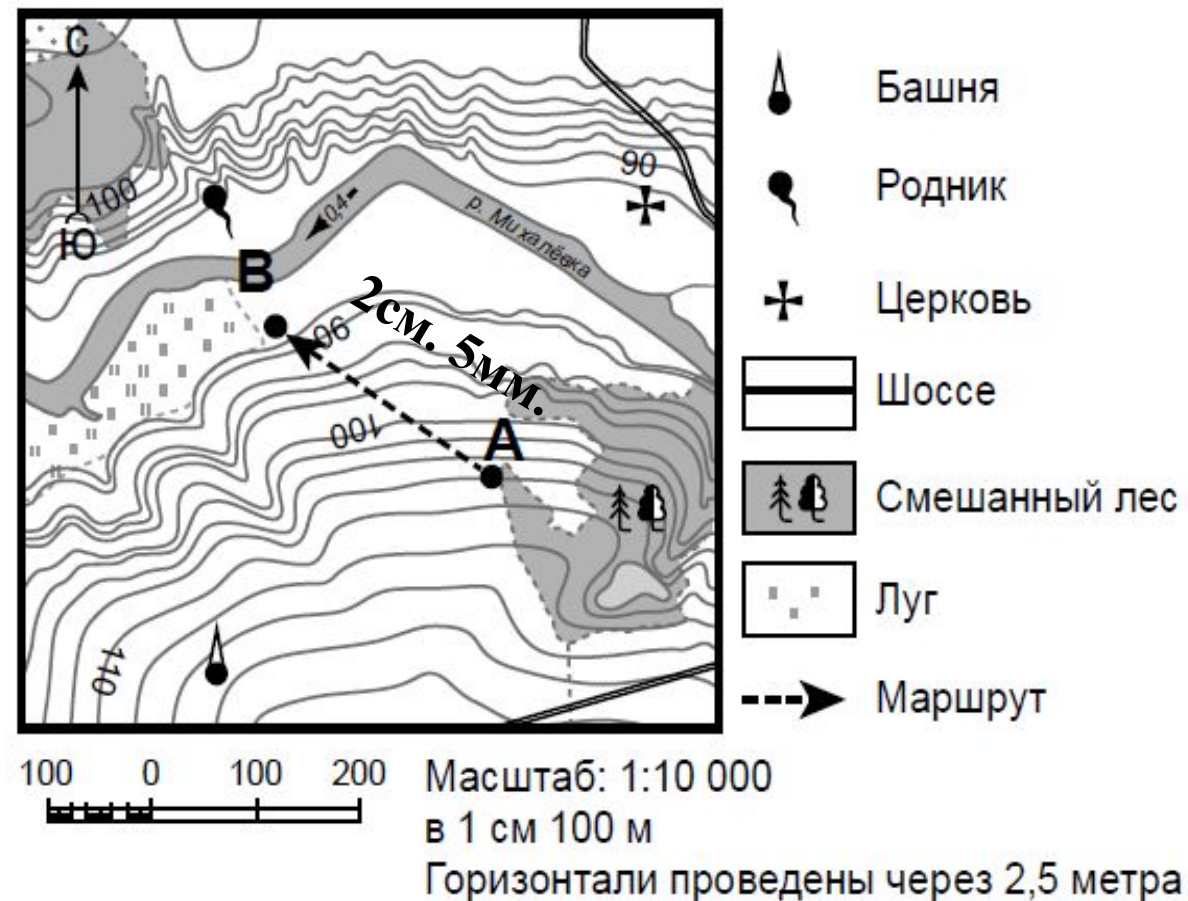 С
Ю
100
0,4
р. Михалёвка
90
В
2см. 5мм.
90
100
А
110
Башня
Родник
Церковь
Шоссе
Смешанный лес
Луг
Маршрут
100 0 100 200
Масштаб: 1:10 000
в 1 см 100 м
Горизонтали проведены через 2,5 метра